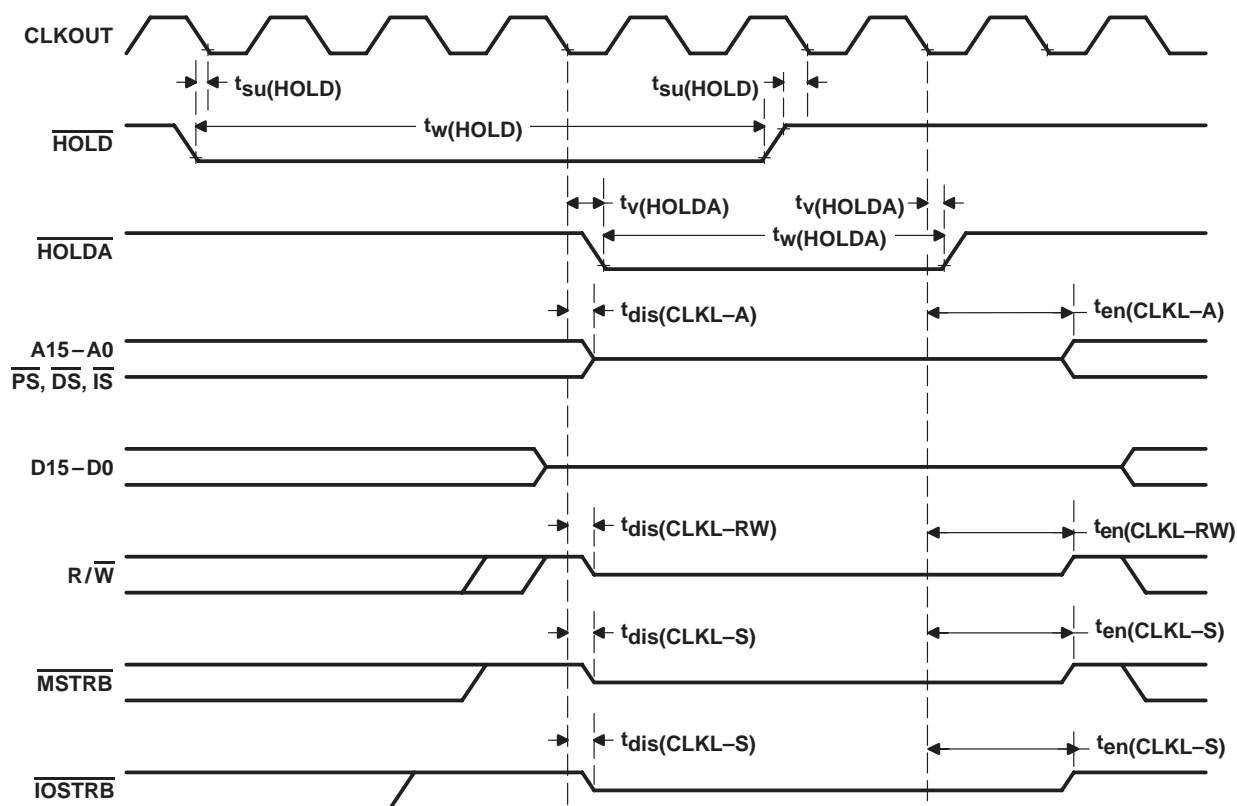 CLKOUT
tsu(HOLD)
tsu(HOLD)
HOLD
tw(HOLD)
tv(HOLDA)
tv(HOLDA)
HOLDA
tw(HOLDA)
tdis(CLKL–A)
ten(CLKL–A)
A15–A0
PS, DS, IS
D15–D0
tdis(CLKL–RW)
ten(CLKL–RW)
R/W
tdis(CLKL–S)
ten(CLKL–S)
MSTRB
tdis(CLKL–S)
ten(CLKL–S)
IOSTRB